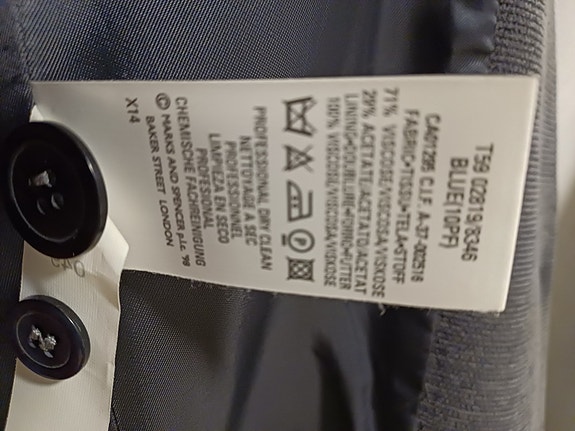 T59 02819/8346
BLUE(10PF)
CA01295 C.I.F. A-37-002516
FABRIC•TISSU•TELA•STOFF
71% VISCOSE/VISCOSA/VISKOSE
29% ACETATE/ACETATO/ACETAT
LINING•DOUBLURE•FORRO•FUTTER
100% VISCOSE/VISCOSA/VISKOSE
P
PROFESSIONAL DRY CLEAN
NETTOYAGE A SEC
PROFESSIONNEL
LIMPIEZA EN SECO
PROFESIONAL
CHEMISCHE FACHREINIGUNG
© MARKS AND SPENCER p.l.c. '98
BAKER STREET LONDON
X14